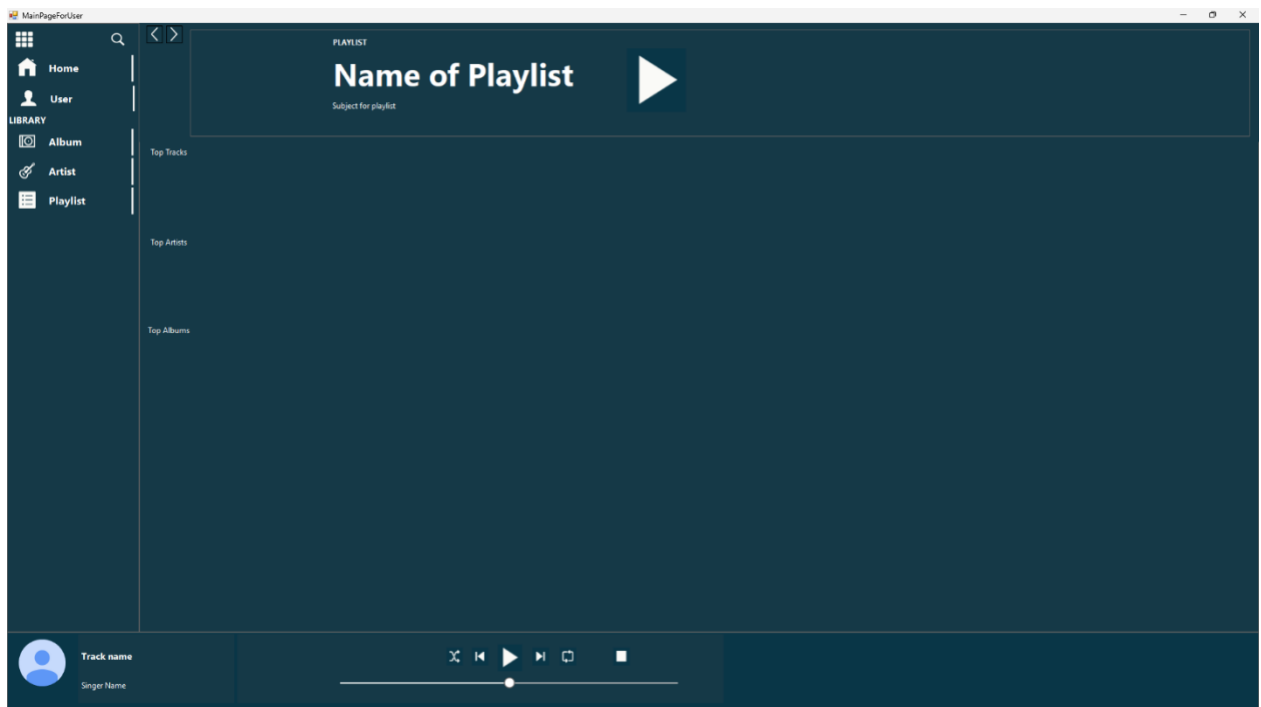 MainPageForUser
Home
User
LIBRARY
Album
Artist
Playlist
PLAYLIST
Name of Playlist
Subject for playlist
Top Tracks
Top Artists
Top Albums
Track name
Singer Name